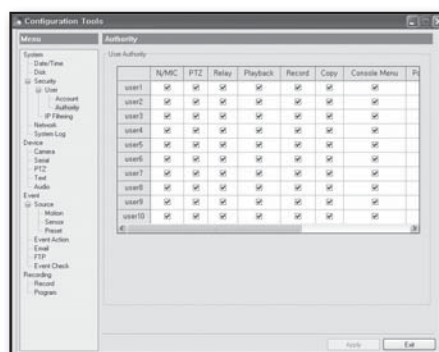 Configuration Tools
Menu
System
Date/Time
Disk
Security
User
Account
Authority
IP Filtering
Network
System Log
Device
Camera
Serial
PTZ
Text
Audio
Event
Source
Motion
Sensor
Preset
Event Action
Email
FTP
Event Check
Recording
Record
Program
Authority
User Authority
N/MIC PTZ Relay Playback Record Copy Console Menu
user1
user2
user3
user4
user5
user6
user7
user8
user9
user10
Apply Exit